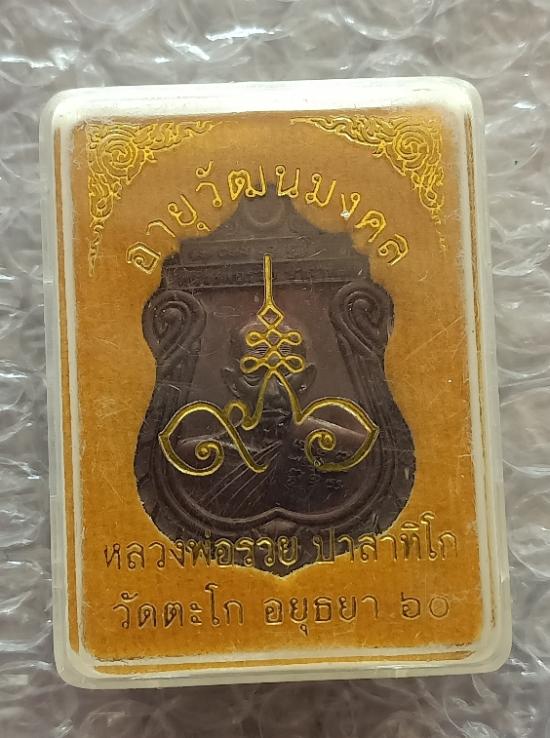 อายุวัฒนมงคล
หลวงพ่อรวย ปาสาทิโก
วัดตะโก อยุธยา ๖๐